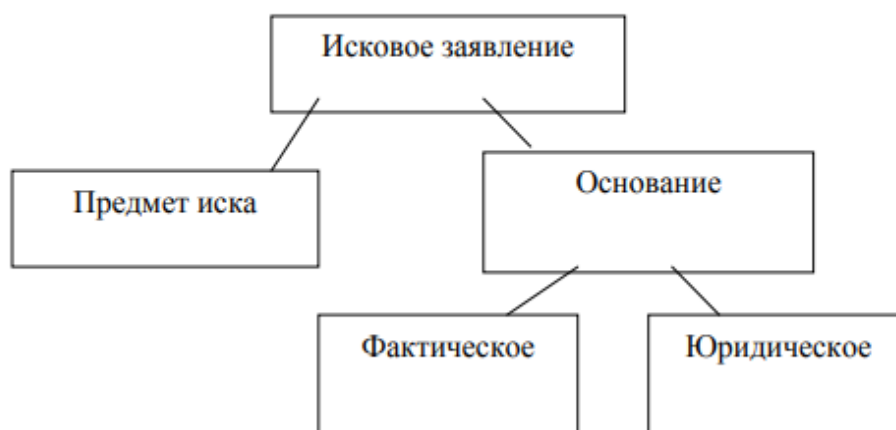 Исковое заявление
Предмет иска
Основание
Фактическое
Юридическое